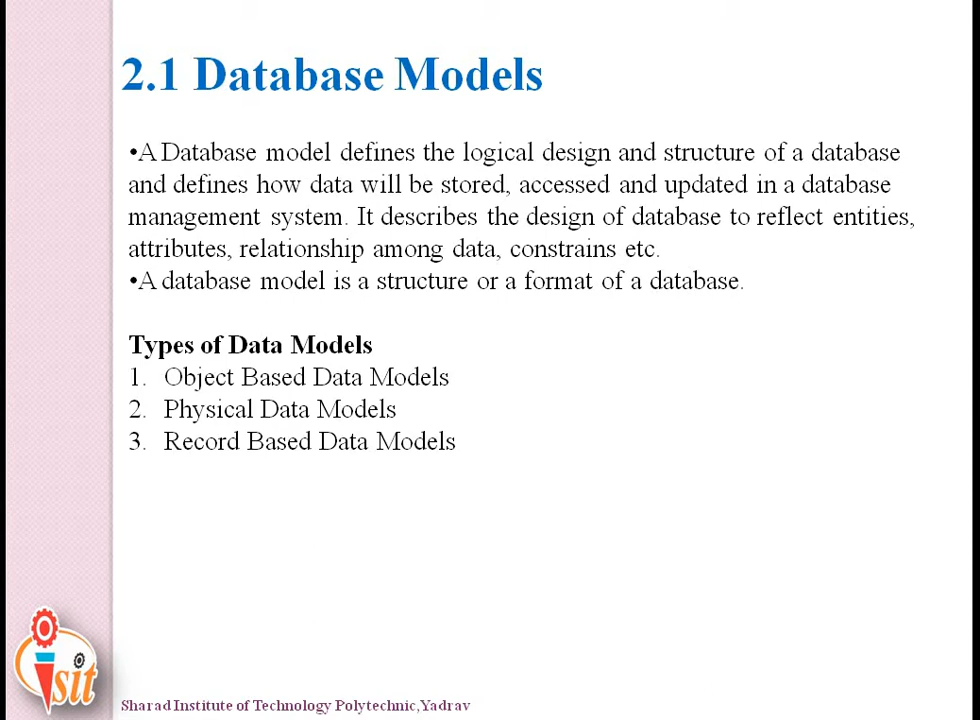 2.1 Database Models
•A Database model defines the logical design and structure of a database
and defines how data will be stored, accessed and updated in a database
management system. It describes the design of database to reflect entities,
attributes, relationship among data, constrains etc.
•A database model is a structure or a format of a database.
Types of Data Models
1. Object Based Data Models
2. Physical Data Models
3. Record Based Data Models
sit
Sharad Institute of Technology Polytechnic,Yadrav